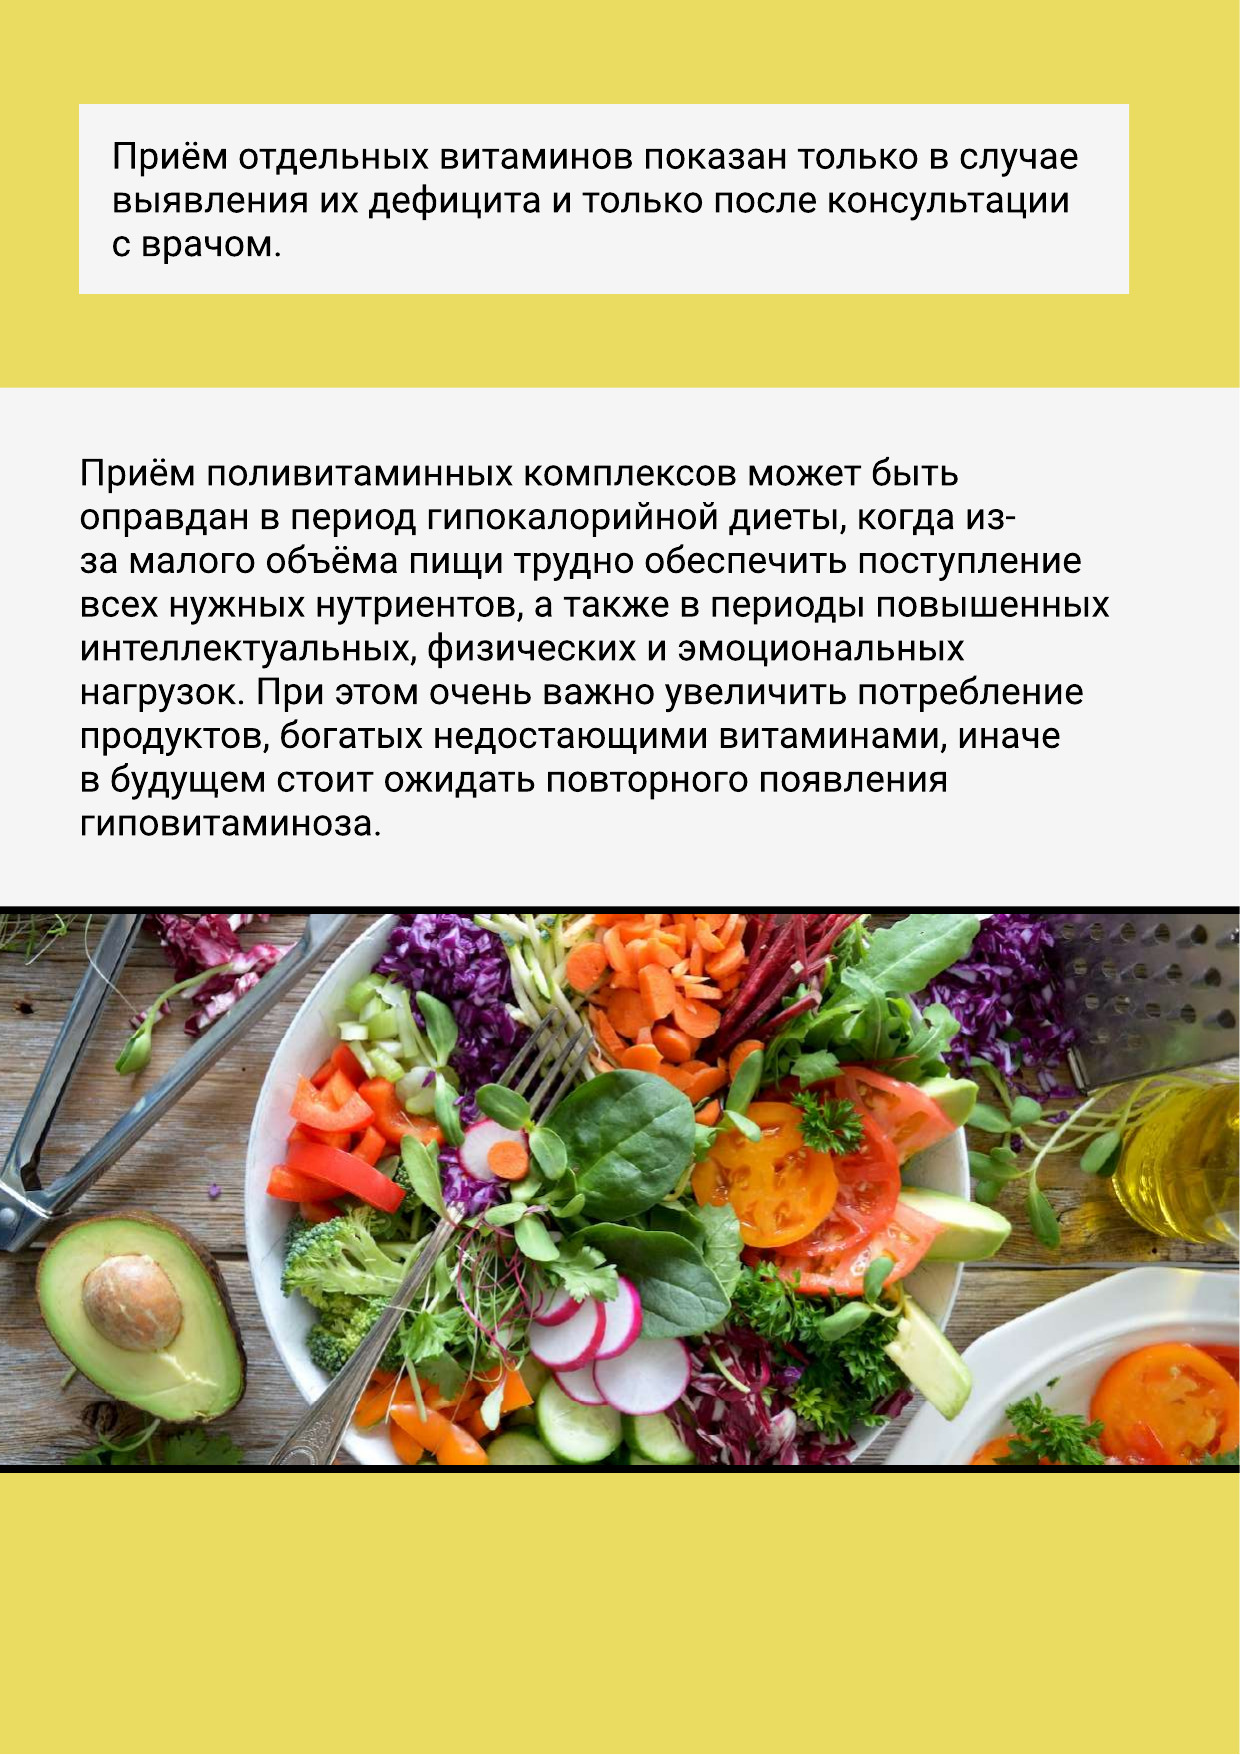 Приём отдельных витаминов показан только в случае
выявления их дефицита и только после консультации
с врачом.
Приём поливитаминных комплексов может быть
оправдан в период гипокалорийной диеты, когда из-
за малого объёма пищи трудно обеспечить поступление
всех нужных нутриентов, а также в периоды повышенных
интеллектуальных, физических и эмоциональных
нагрузок. При этом очень важно увеличить потребление
продуктов, богатых недостающими витаминами, иначе
в будущем стоит ожидать повторного появления
гиповитаминоза.